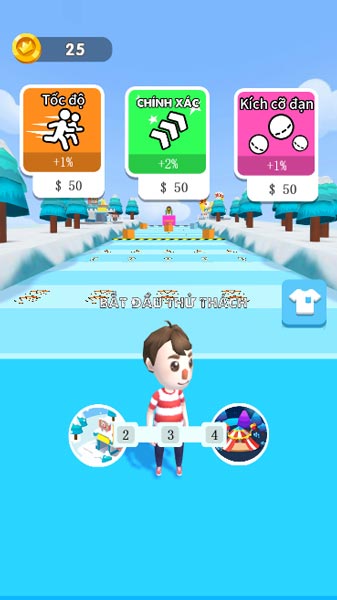 25
Tốc độ
+1%
$ 50
CHÍNH XÁC
+2%
$ 50
Kích cỡ đạn
+1%
$ 50
BẮT ĐẦU THỬ THÁCH
2 3 4